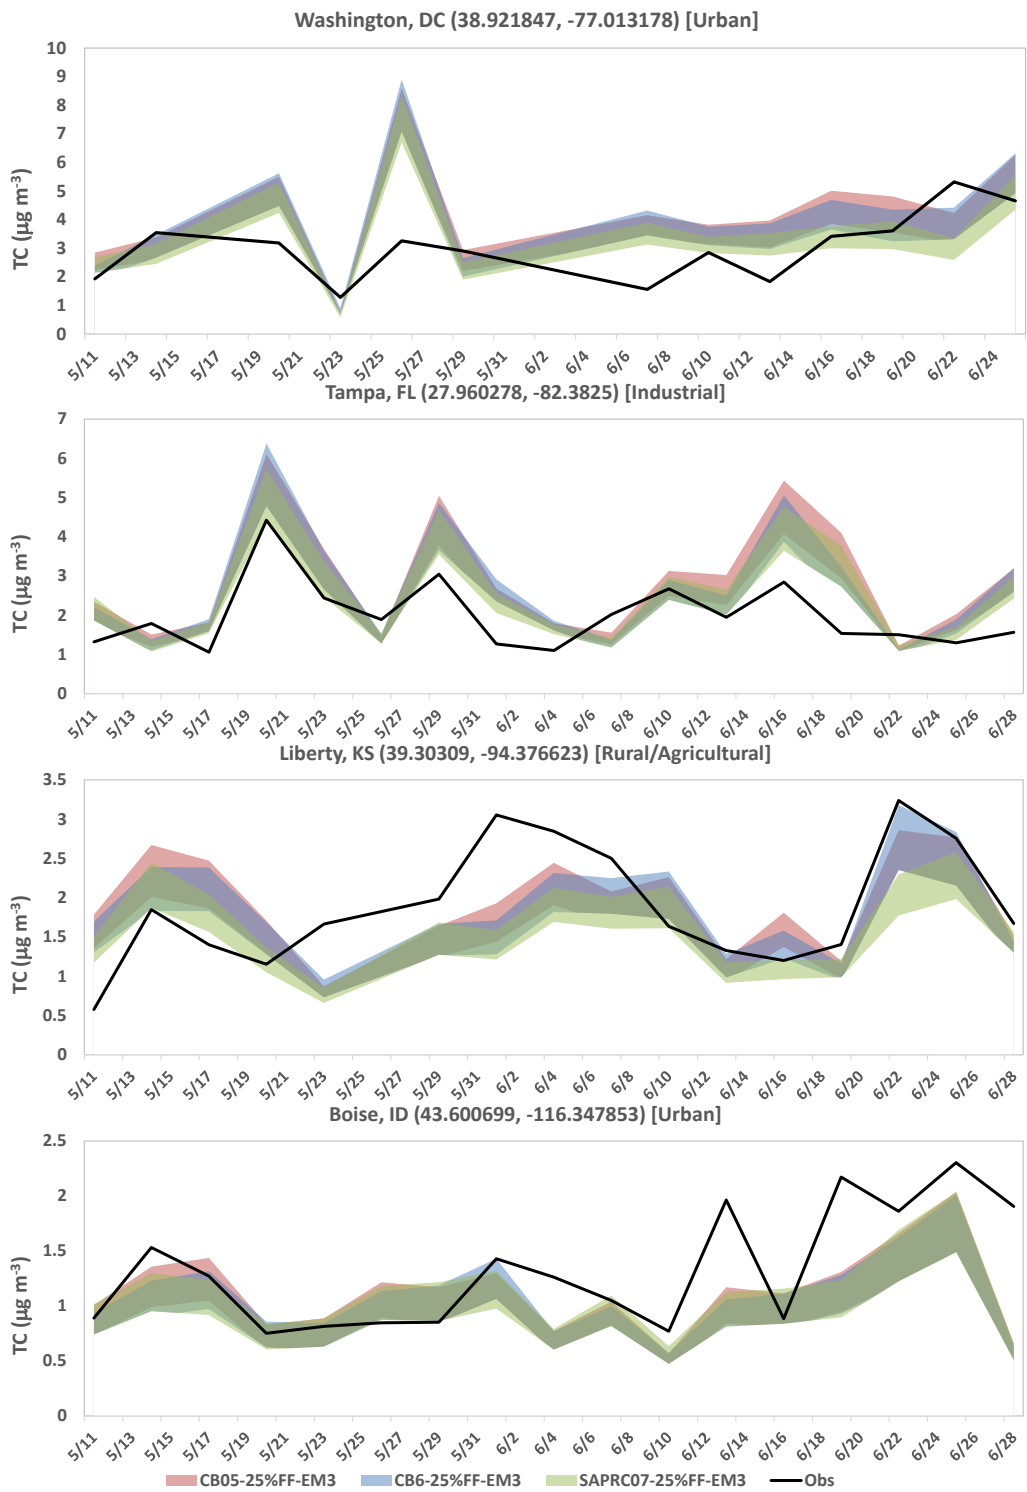 Washington, DC (38.921847, -77.013178) [Urban]
TC (µg m-3)
10
9
8
7
6
5
4
3
2
1
0
5/11 5/13 5/15 5/17 5/19 5/21 5/23 5/25 5/27 5/29 5/31 6/2 6/4 6/6 6/8 6/10 6/12 6/14 6/16 6/18 6/20 6/22 6/24
Tampa, FL (27.960278, -82.3825) [Industrial]
TC (µg m-3)
7
6
5
4
3
2
1
0
5/11 5/13 5/15 5/17 5/19 5/21 5/23 5/25 5/27 5/29 5/31 6/2 6/4 6/6 6/8 6/10 6/12 6/14 6/16 6/18 6/20 6/22 6/24 6/26 6/28
Liberty, KS (39.30309, -94.376623) [Rural/Agricultural]
TC (µg m-3)
3.5
3
2.5
2
1.5
1
0.5
0
5/11 5/13 5/15 5/17 5/19 5/21 5/23 5/25 5/27 5/29 5/31 6/2 6/4 6/6 6/8 6/10 6/12 6/14 6/16 6/18 6/20 6/22 6/24 6/26 6/28
Boise, ID (43.600699, -116.347853) [Urban]
TC (µg m-3)
2.5
2
1.5
1
0.5
0
5/11 5/13 5/15 5/17 5/19 5/21 5/23 5/25 5/27 5/29 5/31 6/2 6/4 6/6 6/8 6/10 6/12 6/14 6/16 6/18 6/20 6/22 6/24 6/26 6/28
CB05-25%FF-EM3 CB6-25%FF-EM3 SAPRC07-25%FF-EM3 Obs